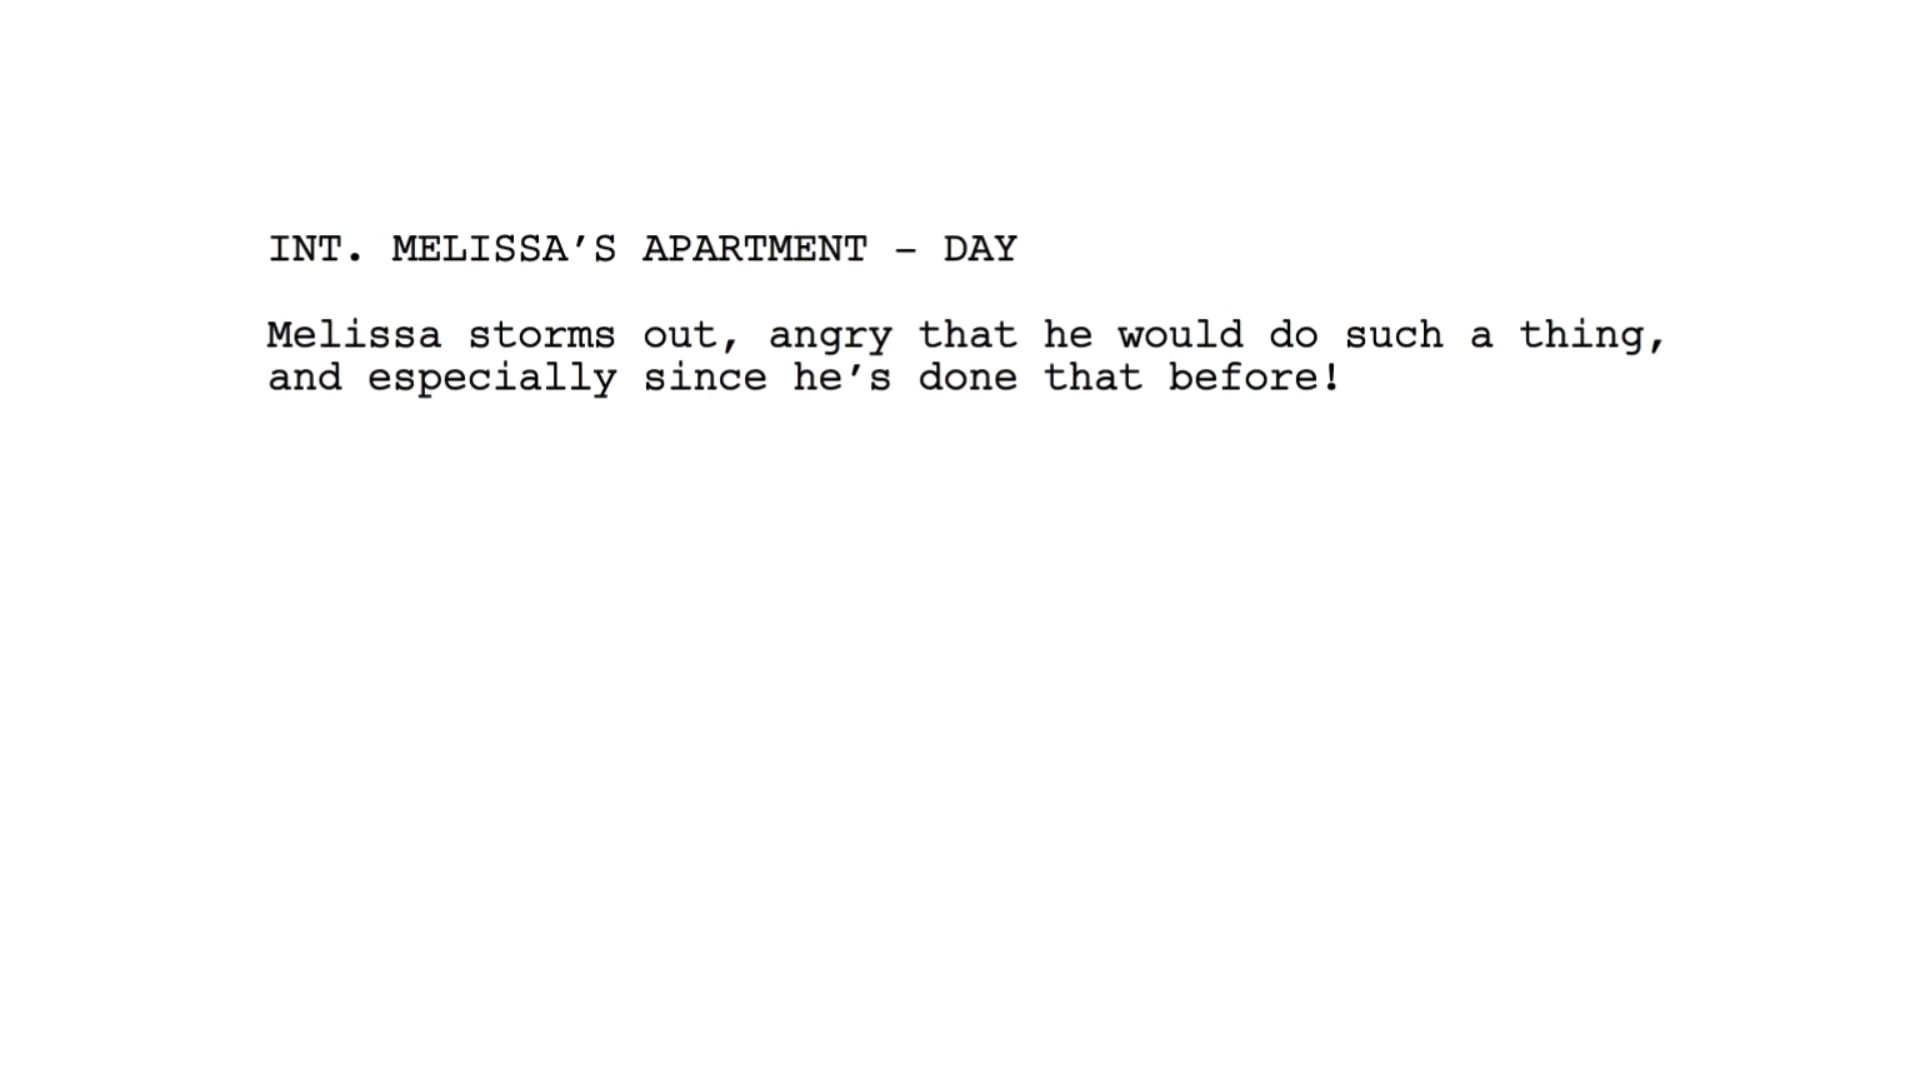 INT. MELISSA’S APARTMENT – DAY
Melissa storms out, angry that he would do such a thing,
and especially since he’s done that before!